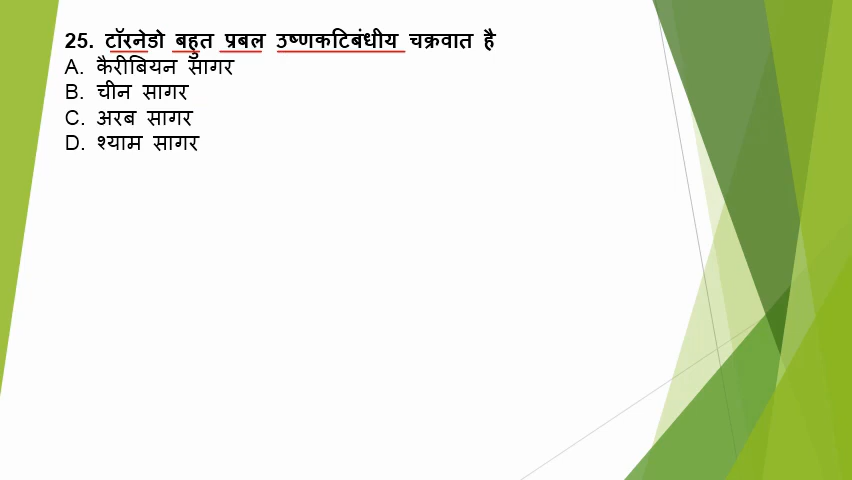 25. टॉरनेडो बहुत प्रबल उष्णकटिबंधीय चक्रवात है
A. कैरीबियन सागर
B. चीन सागर
C. अरब सागर
D. श्याम सागर